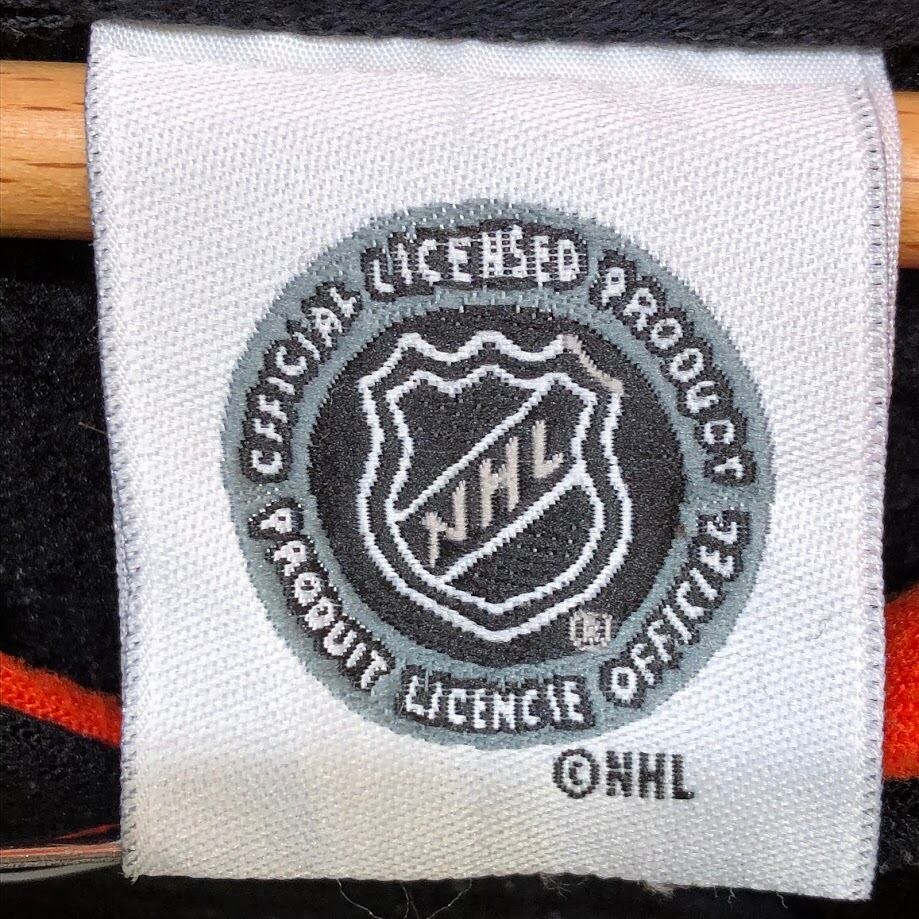 OFFICIAL LICENSED PRODUCT
NHL
®
PRODUIT LICENCIE OFFICIEL
©NHL